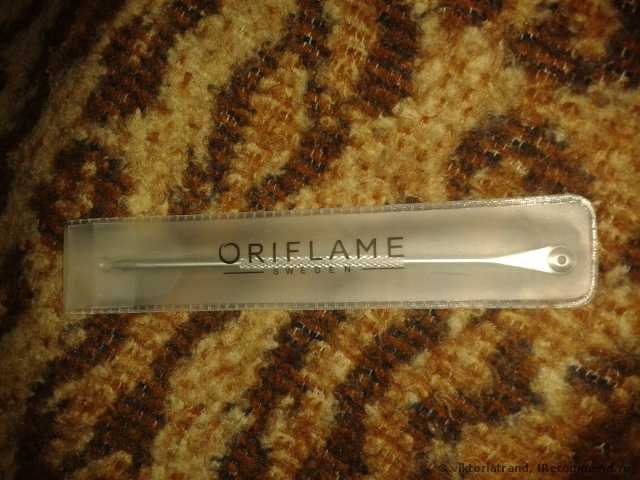 ORIFLAME
SWEDEN
© viktoriatrand, IRecommend.ru